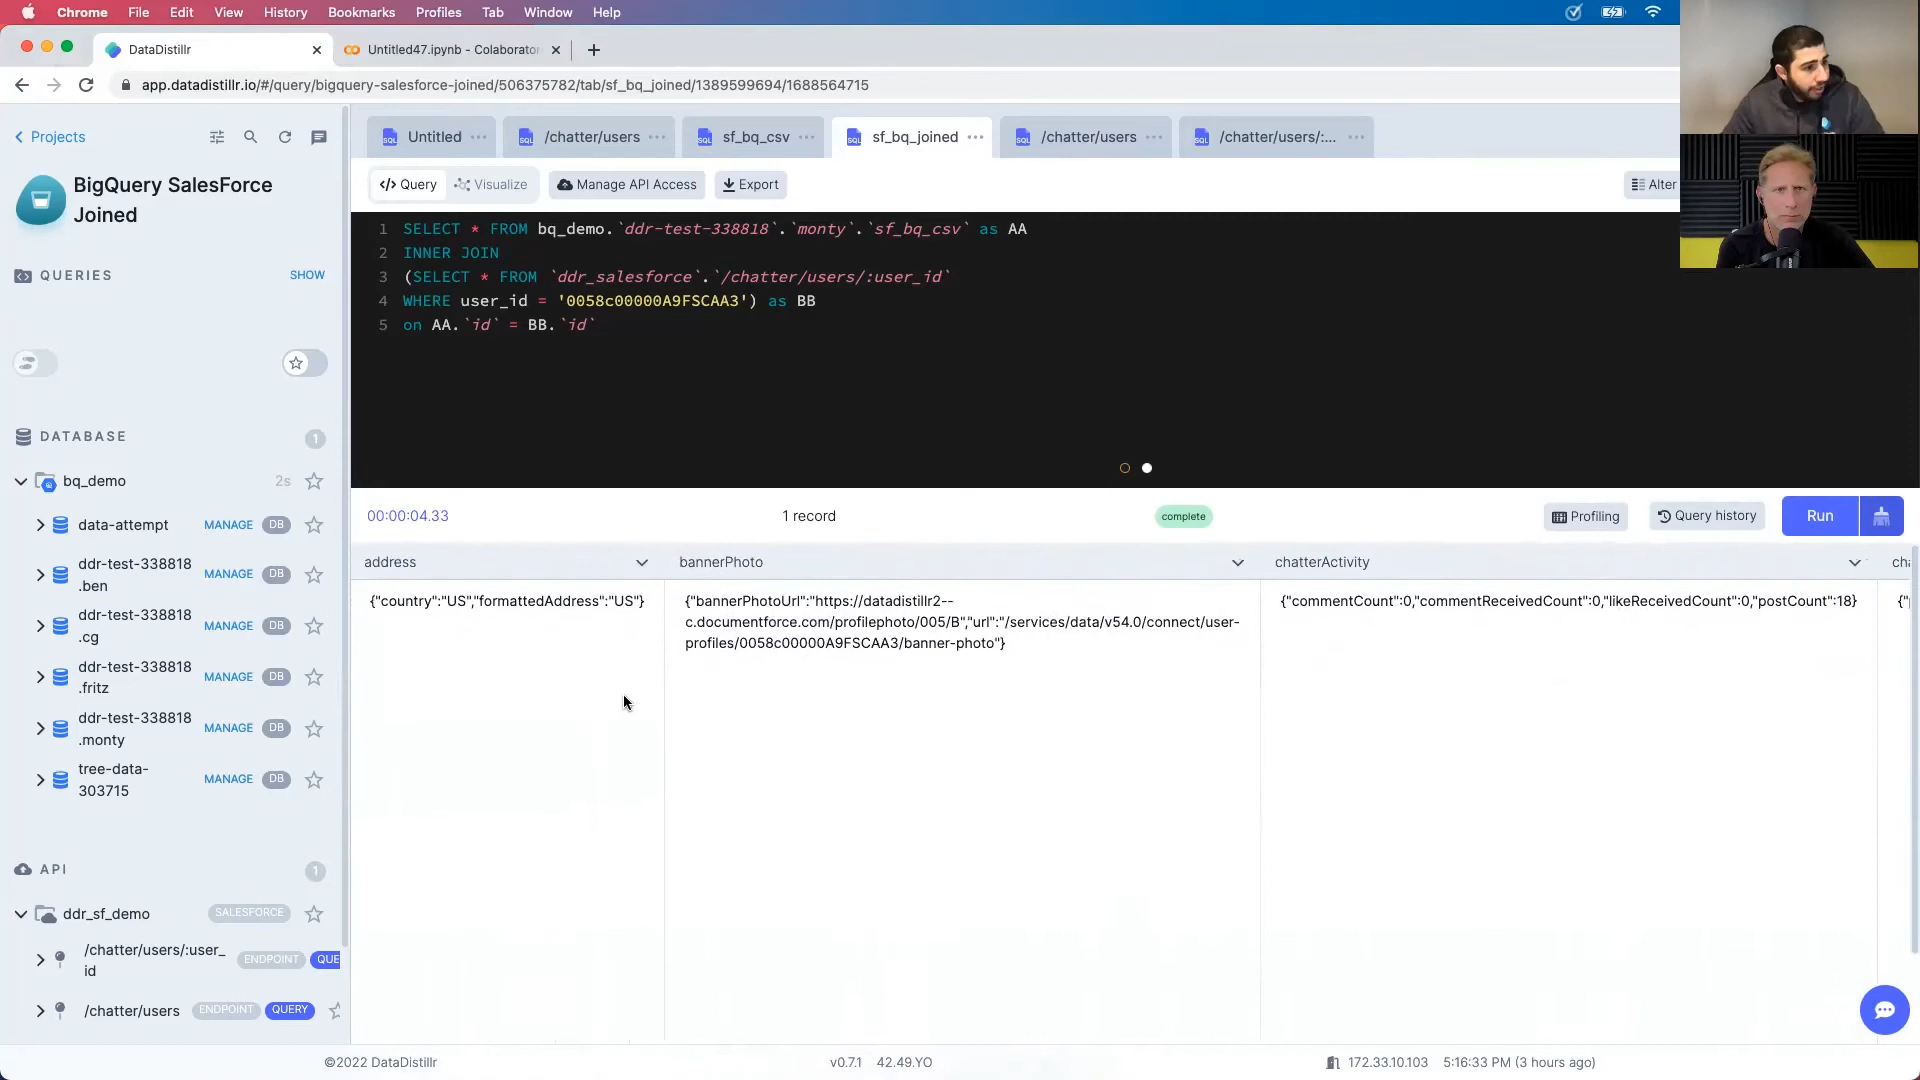 Chrome File Edit View History Bookmarks Profiles Tab Window Help
DataDistillr
Untitled47.ipynb - Colaborator
app.datadistillr.io/#/query/bigquery-salesforce-joined/506375782/tab/sf_bq_joined/1389599694/1688564715
Projects
BigQuery SalesForce
Joined
QUERIES SHOW
DATABASE 1
bq_demo 2s
data-attempt MANAGE DB
ddr-test-338818
.ben MANAGE DB
ddr-test-338818
.cg MANAGE DB
ddr-test-338818
.fritz MANAGE DB
ddr-test-338818
.monty MANAGE DB
tree-data-
303715 MANAGE DB
API 1
ddr_sf_demo SALESFORCE
/chatter/users/:user_
id ENDPOINT QUE
/chatter/users ENDPOINT QUERY
SQL Untitled ··· SQL /chatter/users ··· SQL sf_bq_csv ··· SQL sf_bq_joined ··· SQL /chatter/users ··· SQL /chatter/users/:... ···
</> Query Visualize Manage API Access Export Alter
1 SELECT * FROM bq_demo.`ddr-test-338818`.`monty`.`sf_bq_csv` as AA
2 INNER JOIN
3 (SELECT * FROM `ddr_salesforce`.`/chatter/users/:user_id`
4 WHERE user_id = '0058c00000A9FSCAA3') as BB
5 on AA.`id` = BB.`id`
00:00:04.33 1 record complete Profiling Query history Run
address bannerPhoto chatterActivity cha
{"country":"US","formattedAddress":"US"}
{"bannerPhotoUrl":"https://datadistillr2--
c.documentforce.com/profilephoto/005/B","url":"/services/data/v54.0/connect/user-
profiles/0058c00000A9FSCAA3/banner-photo"}
{"commentCount":0,"commentReceivedCount":0,"likeReceivedCount":0,"postCount":18}
©2022 DataDistillr v0.7.1 42.49.YO 172.33.10.103 5:16:33 PM (3 hours ago)